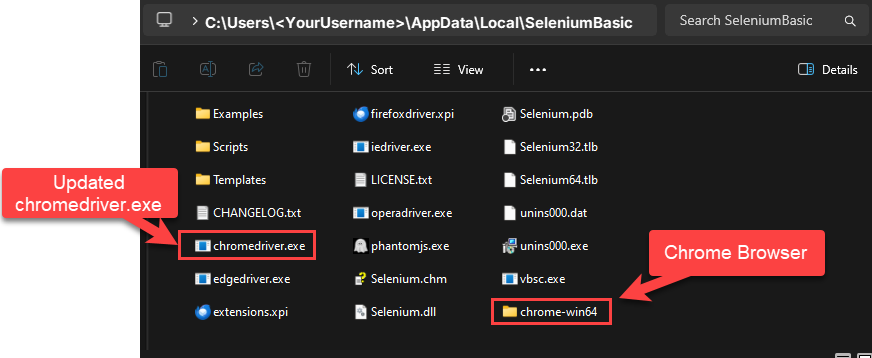 C:\Users\<YourUsername>\AppData\Local\SeleniumBasic
Search SeleniumBasic
Sort
View
Details
Examples
Scripts
Templates
CHANGELOG.txt
chromedriver.exe
edgedriver.exe
extensions.xpi
firefoxdriver.xpi
iedriver.exe
LICENSE.txt
operadriver.exe
phantomjs.exe
Selenium.chm
Selenium.dll
Selenium.pdb
Selenium32.tlb
Selenium64.tlb
unins000.dat
unins000.exe
vbsc.exe
chrome-win64
Updated
chromedriver.exe
Chrome Browser